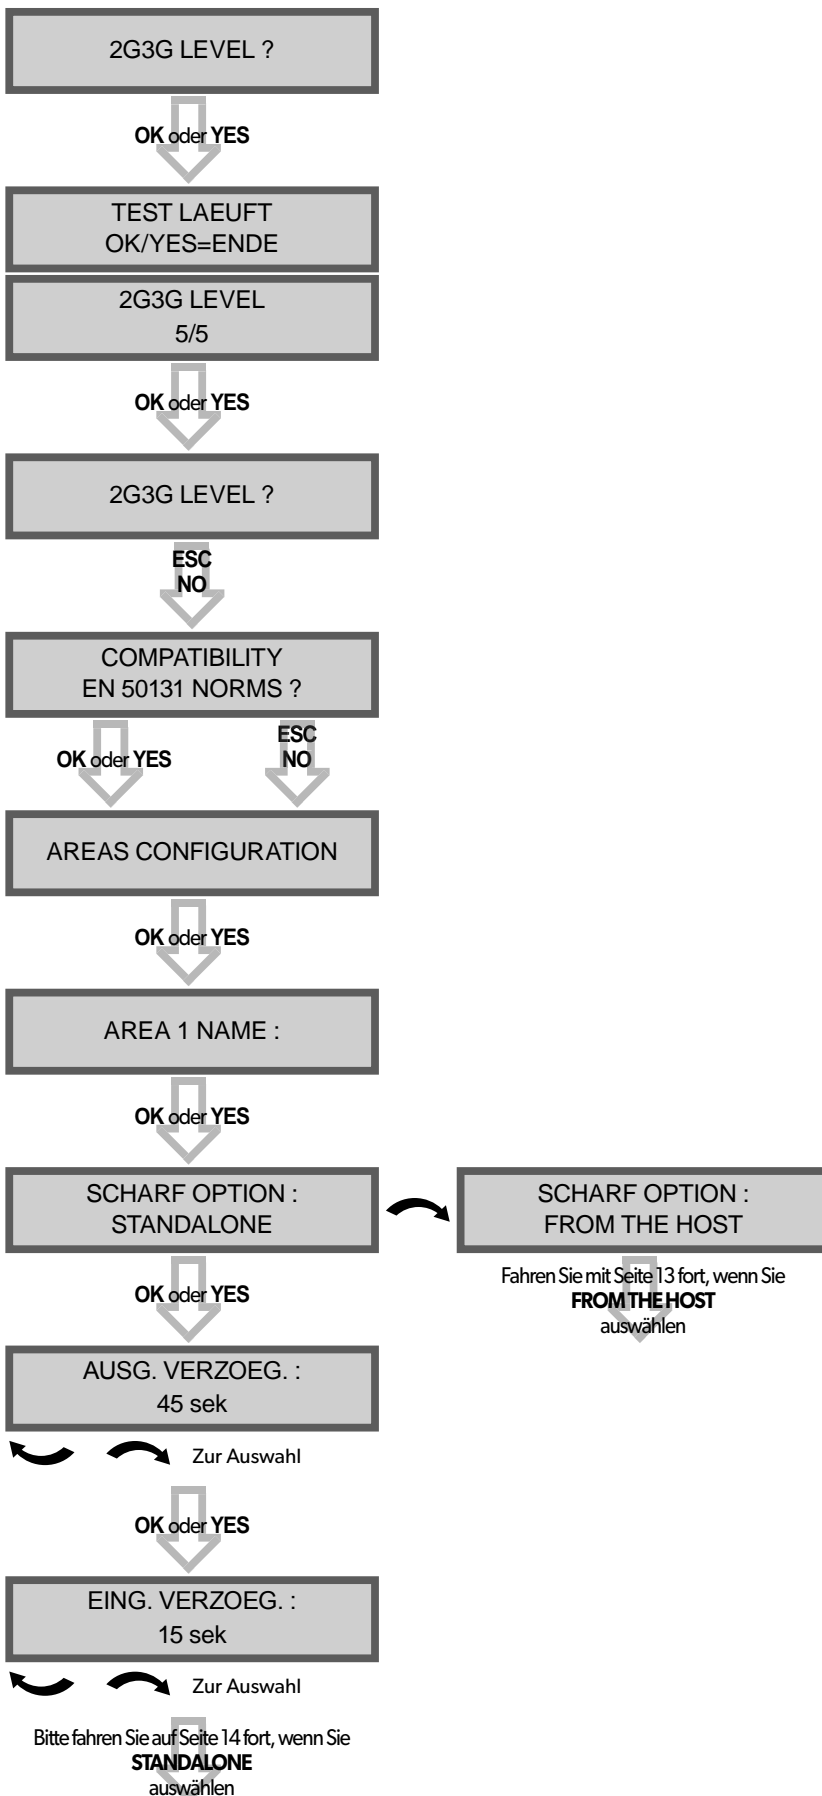 2G3G LEVEL ?
OK oder YES
TEST LAEUFT
OK/YES=ENDE
2G3G LEVEL
5/5
OK oder YES
2G3G LEVEL ?
ESC
NO
COMPATIBILITY
EN 50131 NORMS ?
OK oder YES
ESC
NO
AREAS CONFIGURATION
OK oder YES
AREA 1 NAME :
OK oder YES
SCHARF OPTION :
STANDALONE
SCHARF OPTION :
FROM THE HOST
OK oder YES
Fahren Sie mit Seite 13 fort, wenn Sie
FROM THE HOST
auswählen
AUSG. VERZOEG. :
45 sek
Zur Auswahl
OK oder YES
EING. VERZOEG. :
15 sek
Zur Auswahl
Bitte fahren Sie auf Seite 14 fort, wenn Sie
STANDALONE
auswählen